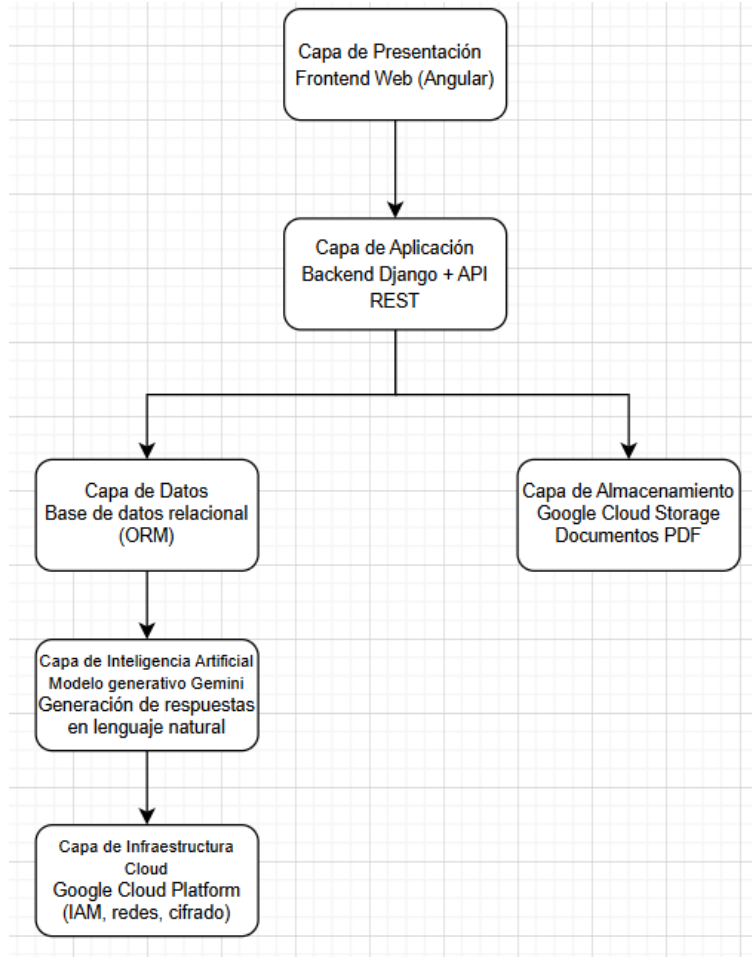 Capa de Presentación
Frontend Web (Angular)
Capa de Aplicación
Backend Django + API
REST
Capa de Datos
Base de datos relacional
(ORM)
Capa de Almacenamiento
Google Cloud Storage
Documentos PDF
Capa de Inteligencia Artificial
Modelo generativo Gemini
Generación de respuestas
en lenguaje natural
Capa de Infraestructura
Cloud
Google Cloud Platform
(IAM, redes, cifrado)